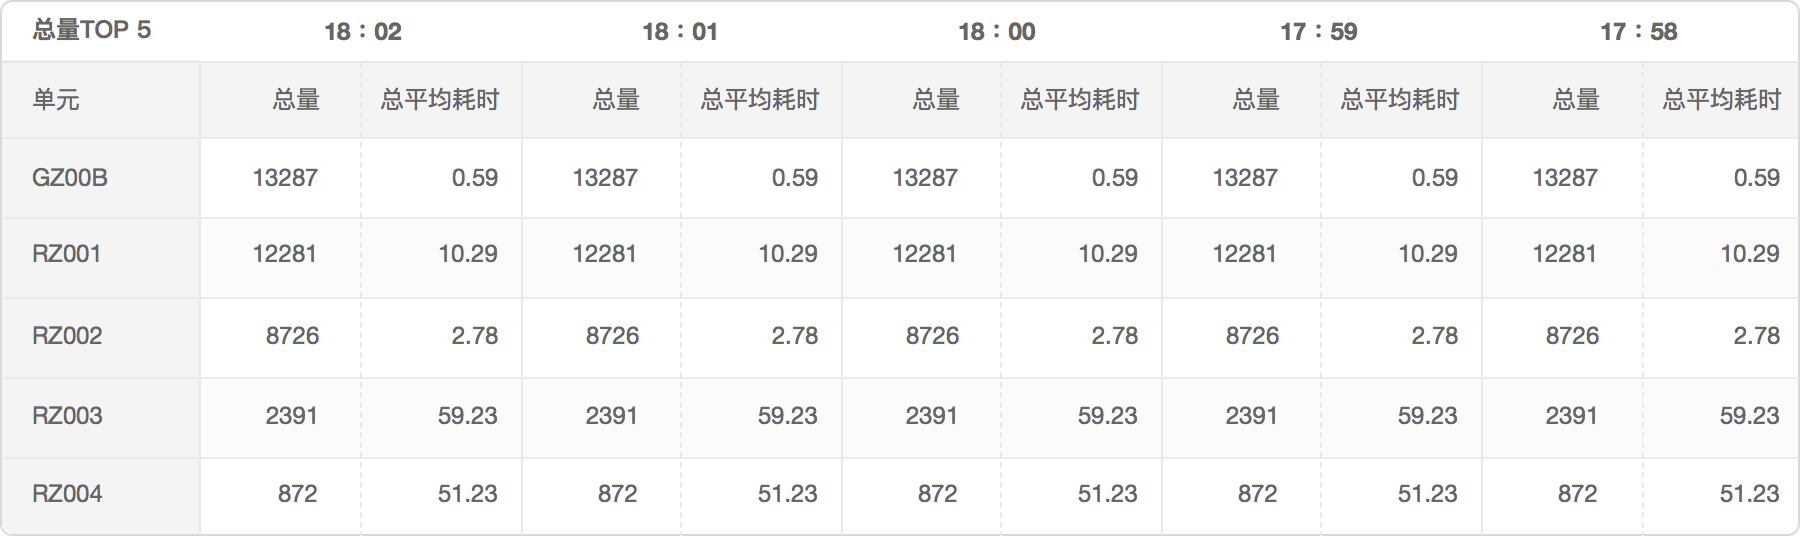 总量TOP 5 18：02 18：01 18：00 17：59 17：58
单元 总量 总平均耗时 总量 总平均耗时 总量 总平均耗时 总量 总平均耗时 总量 总平均耗时
GZ00B 13287 0.59 13287 0.59 13287 0.59 13287 0.59 13287 0.59
RZ001 12281 10.29 12281 10.29 12281 10.29 12281 10.29 12281 10.29
RZ002 8726 2.78 8726 2.78 8726 2.78 8726 2.78 8726 2.78
RZ003 2391 59.23 2391 59.23 2391 59.23 2391 59.23 2391 59.23
RZ004 872 51.23 872 51.23 872 51.23 872 51.23 872 51.23